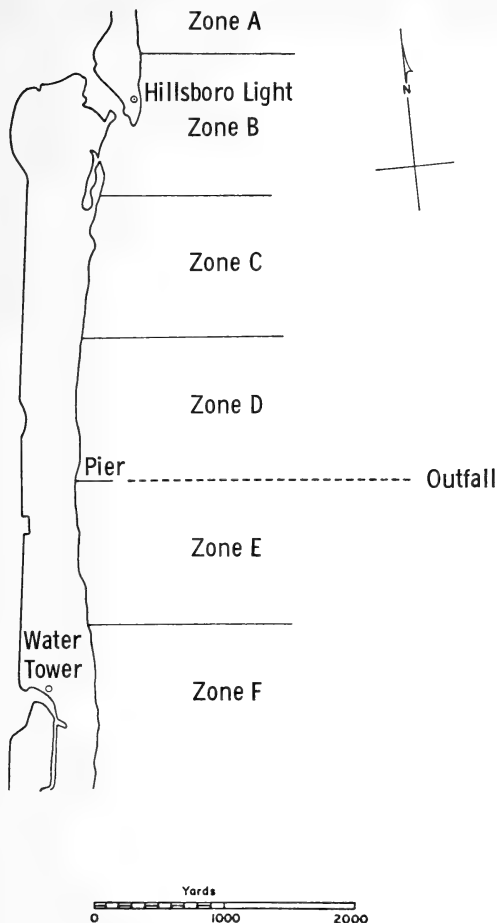 Zone A
Hillsboro Light
Zone B
N
Zone C
Zone D
Pier
Outfall
Zone E
Water
Tower
Zone F
Yards
0 1000 2000